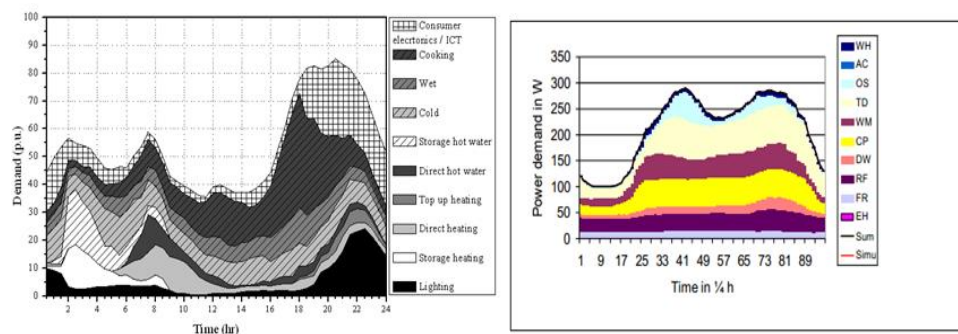 100
90
80
70
60
50
40
30
20
10
0
Demand (p.u.)
2 4 6 8 10 12 14 16 18 20 22 24
Time (hr)
Consumer
elecrtonics / ICT
Cooking
Wet
Cold
Storage hot water
Direct hot water
Top up heating
Direct heating
Storage heating
Lighting
350
300
250
200
150
100
50
0
Power demand in W
1 9 17 25 33 41 49 57 65 73 81 89
Time in ¼ h
WH
AC
OS
TD
WM
CP
DW
RF
FR
EH
Sum
Simu